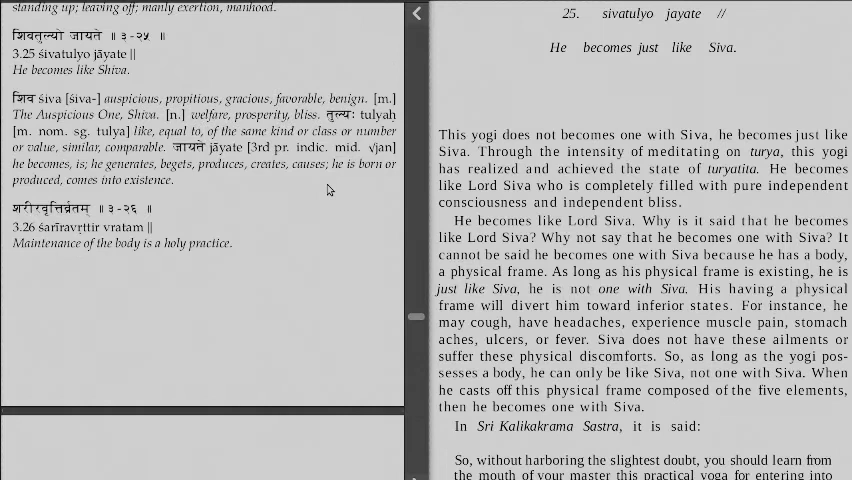 standing up; leaving off; manly exertion, manhood.
शिवतुल्यो जायते ॥ ३-२५ ॥
3.25 śivatulyo jāyate ||
He becomes like Shiva.
शिव śiva [śiva-] auspicious, propitious, gracious, favorable, benign. [m.]
The Auspicious One, Shiva. [n.] welfare, prosperity, bliss. तुल्यः tulyaḥ
[m. nom. sg. tulya] like, equal to, of the same kind or class or number
or value, similar, comparable. जायते jāyate [3rd pr. indic. mid. √jan]
he becomes, is; he generates, begets, produces, creates, causes; he is born or
produced, comes into existence.
शरीरवृत्तिर्व्रतम् ॥ ३-२६ ॥
3.26 śarīravṛttir vratam ||
Maintenance of the body is a holy practice.
25. sivatulyo jayate //
He becomes just like Siva.
This yogi does not becomes one with Siva, he becomes just like
Siva. Through the intensity of meditating on turya, this yogi
has realized and achieved the state of turyatita. He becomes
like Lord Siva who is completely filled with pure independent
consciousness and independent bliss.
He becomes like Lord Siva. Why is it said that he becomes
like Lord Siva? Why not say that he becomes one with Siva? It
cannot be said he becomes one with Siva because he has a body,
a physical frame. As long as his physical frame is existing, he is
just like Siva, he is not one with Siva. His having a physical
frame will divert him toward inferior states. For instance, he
may cough, have headaches, experience muscle pain, stomach
aches, ulcers, or fever. Siva does not have these ailments or
suffer these physical discomforts. So, as long as the yogi pos-
sesses a body, he can only be like Siva, not one with Siva. When
he casts off this physical frame composed of the five elements,
then he becomes one with Siva.
In Sri Kalikakrama Sastra, it is said:
So, without harboring the slightest doubt, you should learn from
the mouth of your master this practical yoga for entering into